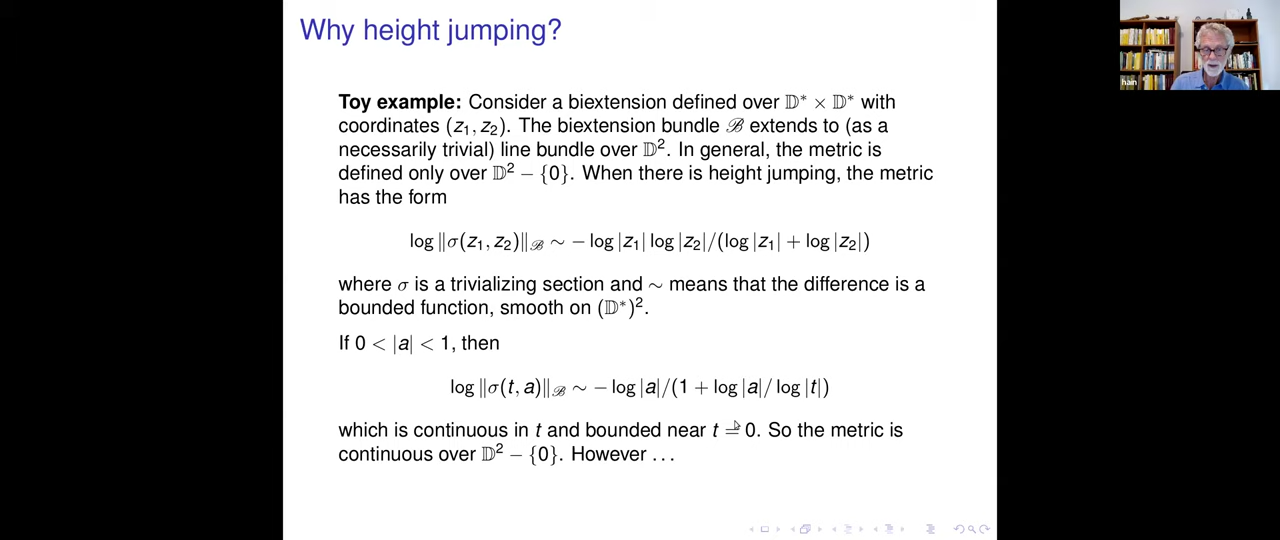 Why height jumping?
Toy example: Consider a biextension defined over 𝔻* × 𝔻* with
coordinates (z₁, z₂). The biextension bundle ℬ extends to (as a
necessarily trivial) line bundle over 𝔻². In general, the metric is
defined only over 𝔻² − {0}. When there is height jumping, the metric
has the form
log ‖σ(z₁, z₂)‖_ℬ ∼ − log |z₁| log |z₂|/(log |z₁| + log |z₂|)
where σ is a trivializing section and ∼ means that the difference is a
bounded function, smooth on (𝔻*)².
If 0 < |a| < 1, then
log ‖σ(t, a)‖_ℬ ∼ − log |a|/(1 + log |a|/ log |t|)
which is continuous in t and bounded near t = 0. So the metric is
continuous over 𝔻² − {0}. However . . .
hain